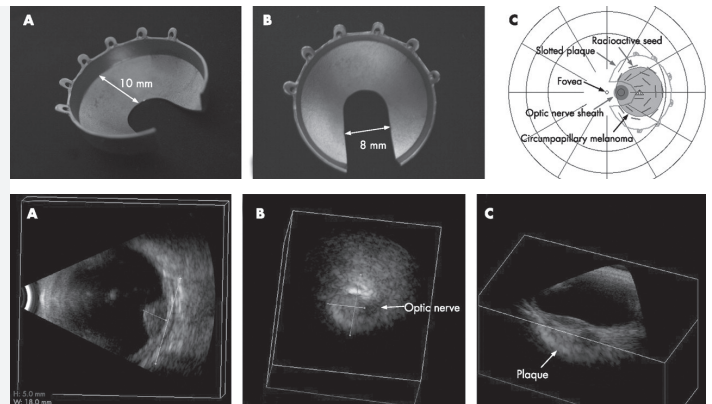 A
10 mm
B
8 mm
C
Radioactive seed
Slotted plaque
Fovea
Optic nerve sheath
Circumpapillary melanoma
A
H: 5.0 mm
W: 18.0 mm
B
Optic nerve
C
Plaque